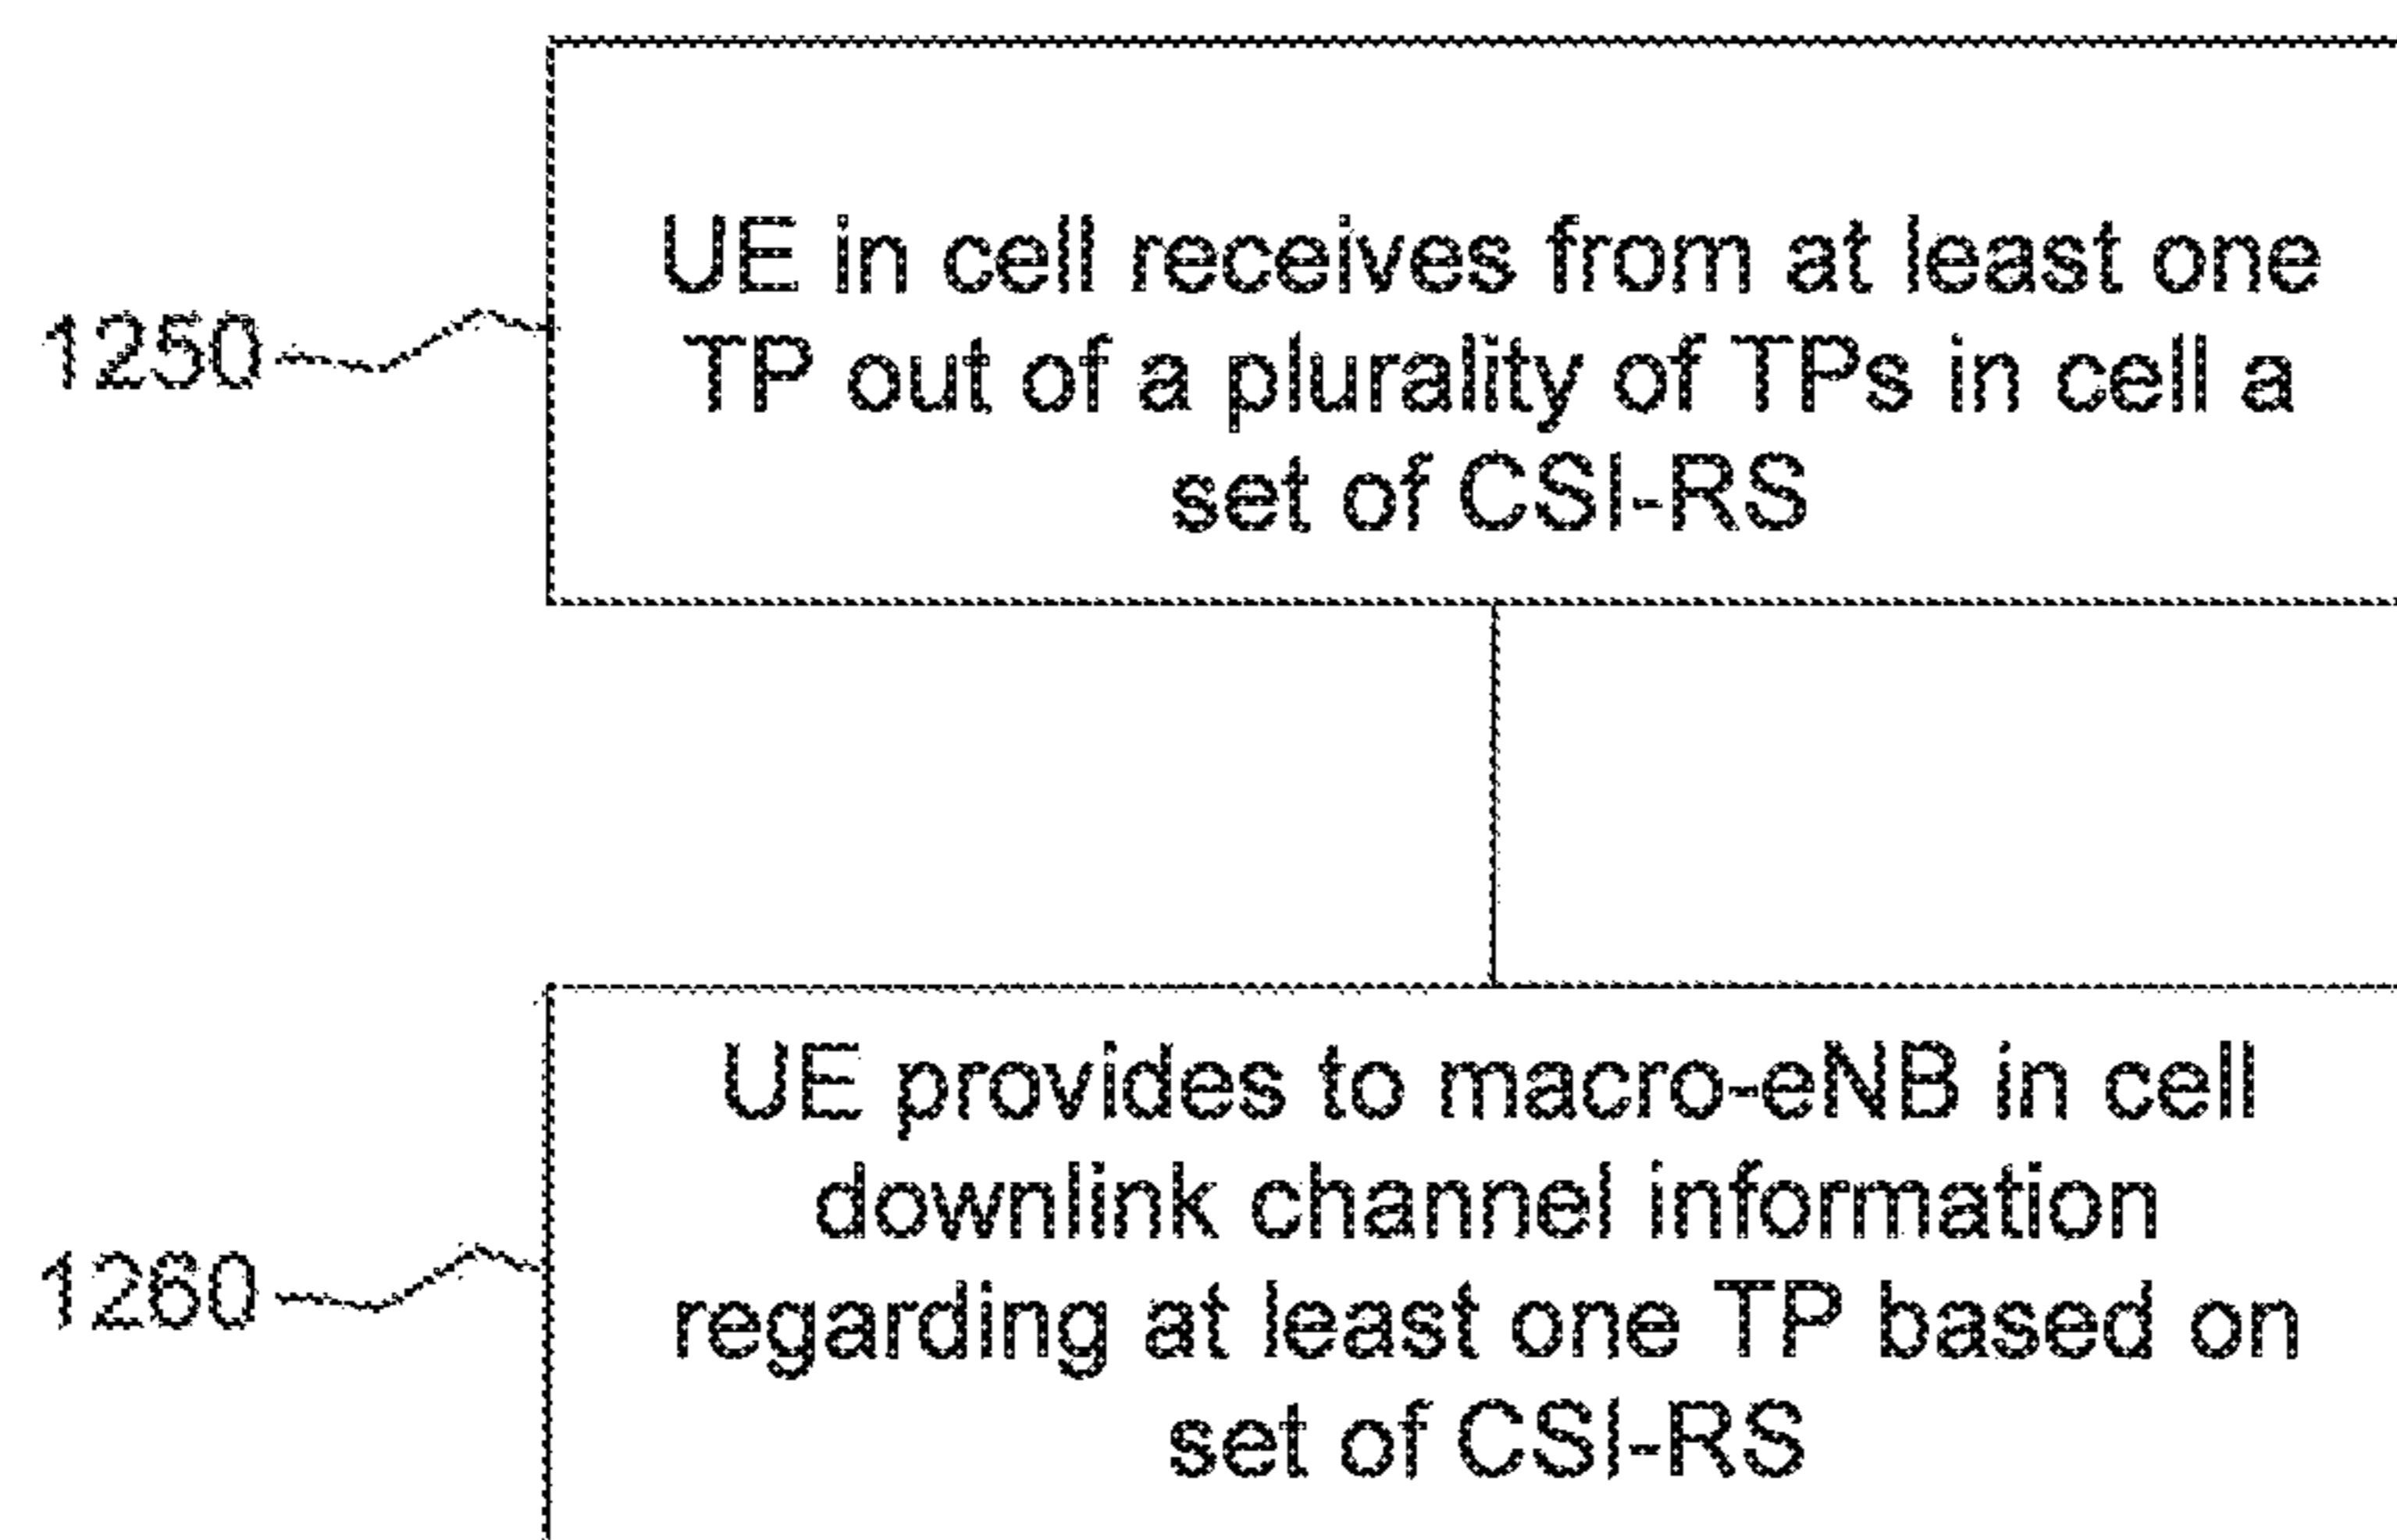 UE in cell receives from at least one
1250
TP out of a plurality of TPs in cell a
set of CSI-RS
UE provides to macro-eNB in cell
downlink channel information
1260
regarding at least one TP based on
set of CSI-RS